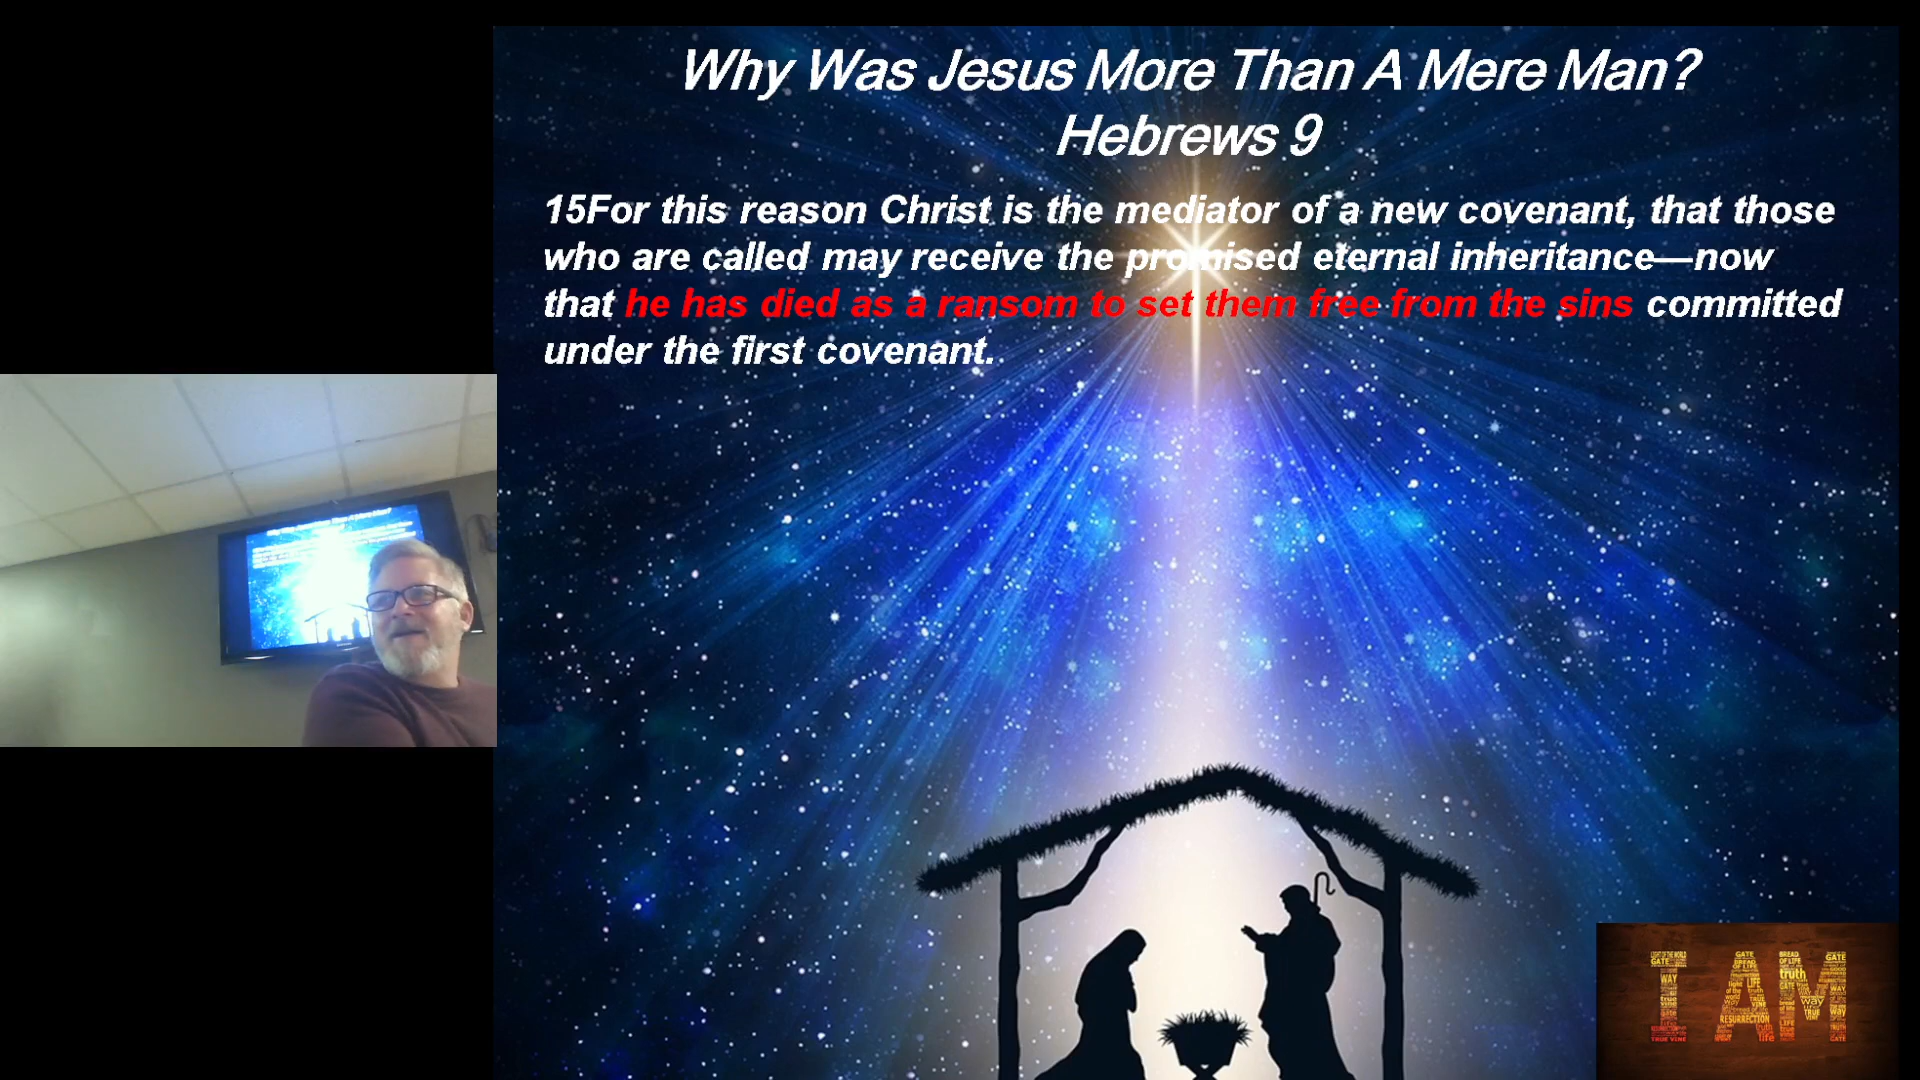 Why Was Jesus More Than A Mere Man?
Hebrews 9
15For this reason Christ is the mediator of a new covenant, that those
who are called may receive the promised eternal inheritance—now
that he has died as a ransom to set them free from the sins committed
under the first covenant.
I AM